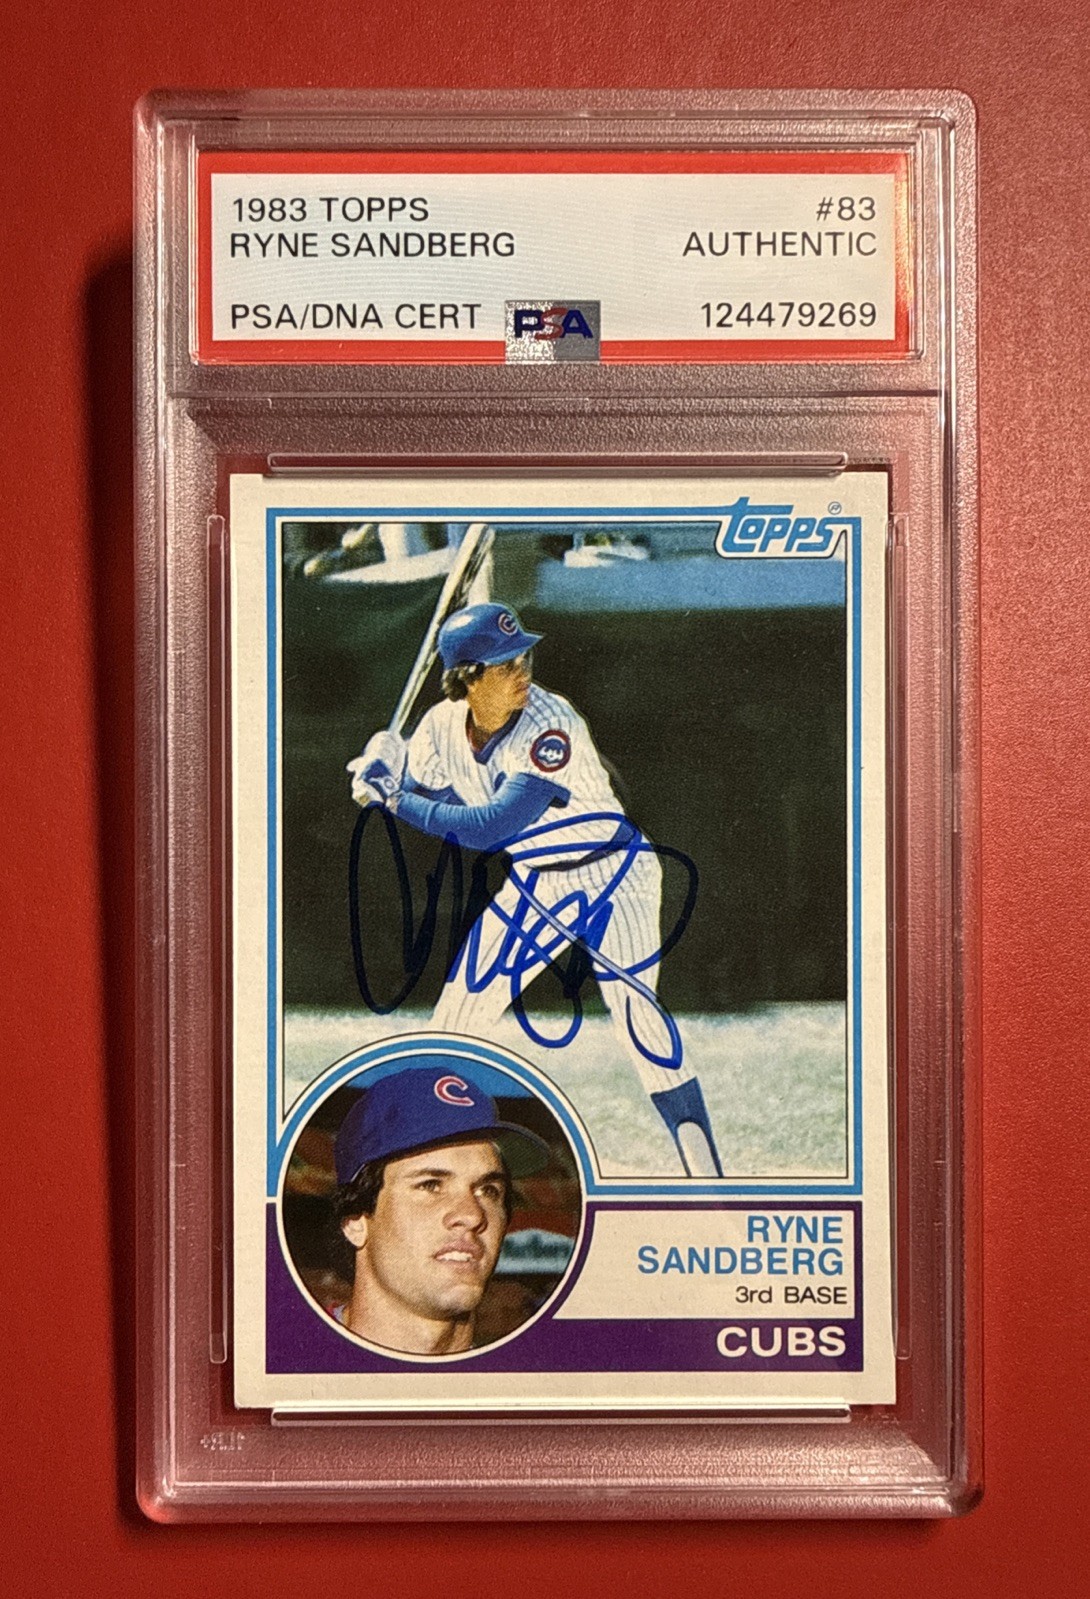 1983 TOPPS #83
RYNE SANDBERG AUTHENTIC
PSA/DNA CERT PSA 124479269
Topps®
C
C
RYNE
SANDBERG
3rd BASE
CUBS